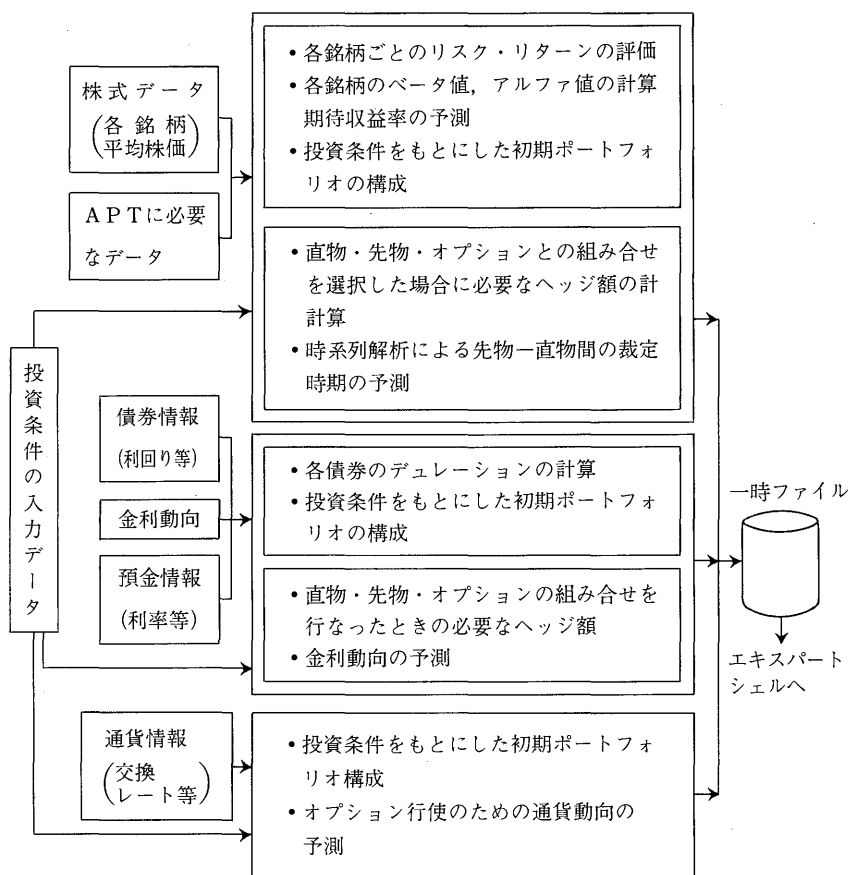 株式データ
(各銘柄
平均株価)
APTに必要
なデータ
・各銘柄ごとのリスク・リターンの評価
・各銘柄のベータ値，アルファ値の計算
期待収益率の予測
・投資条件をもとにした初期ポートフォ
リオの構成
・直物・先物・オプションとの組み合せ
を選択した場合に必要なヘッジ額の計
計算
・時系列解析による先物－直物間の裁定
時期の予測
投資条件の入力データ
債券情報
(利回り等)
金利動向
預金情報
(利率等)
・各債券のデュレーションの計算
・投資条件をもとにした初期ポートフォ
リオの構成
・直物・先物・オプションの組み合せを
行なったときの必要なヘッジ額
・金利動向の予測
通貨情報
(交換
レート等)
・投資条件をもとにした初期ポートフォ
リオ構成
・オプション行使のための通貨動向の
予測
一時ファイル
エキスパート
シェルへ